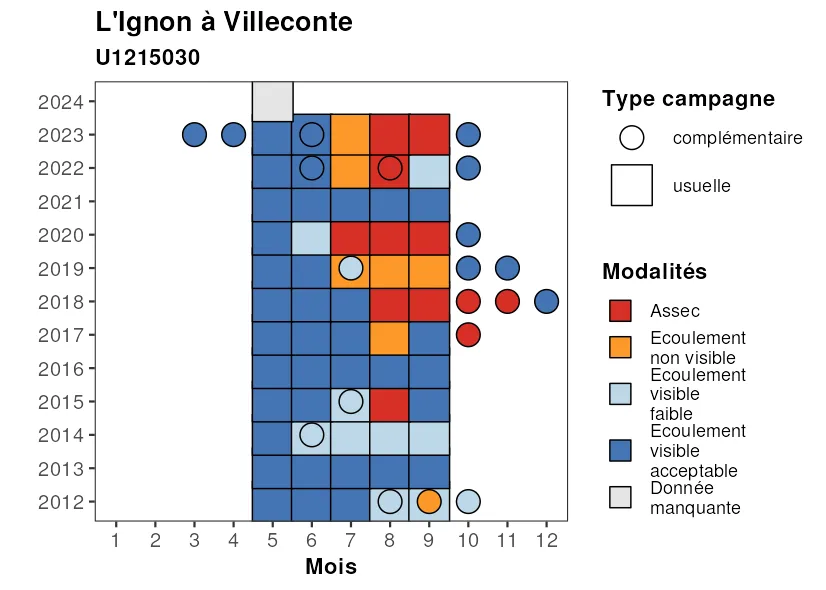 L'Ignon à Villeconte
U1215030
2024
2023
2022
2021
2020
2019
2018
2017
2016
2015
2014
2013
2012
1 2 3 4 5 6 7 8 9 10 11 12
Mois
Type campagne
complémentaire
usuelle
Modalités
Assec
Ecoulement
non visible
Ecoulement
visible
faible
Ecoulement
visible
acceptable
Donnée
manquante